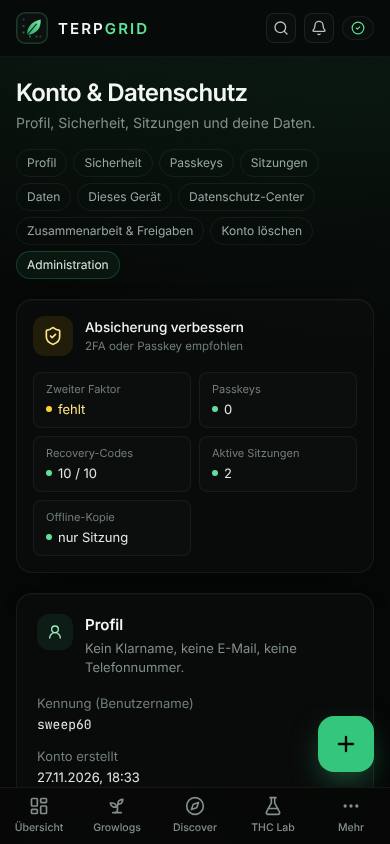 TERPGRID
Konto & Datenschutz
Profil, Sicherheit, Sitzungen und deine Daten.
Profil Sicherheit Passkeys Sitzungen
Daten Dieses Gerät Datenschutz-Center
Zusammenarbeit & Freigaben Konto löschen
Administration
Absicherung verbessern
2FA oder Passkey empfohlen
Zweiter Faktor
fehlt
Passkeys
0
Recovery-Codes
10 / 10
Aktive Sitzungen
2
Offline-Kopie
nur Sitzung
Profil
Kein Klarname, keine E-Mail, keine
Telefonnummer.
Kennung (Benutzername)
sweep60
Konto erstellt
27.11.2026, 18:33
Übersicht Growlogs Discover THC Lab Mehr